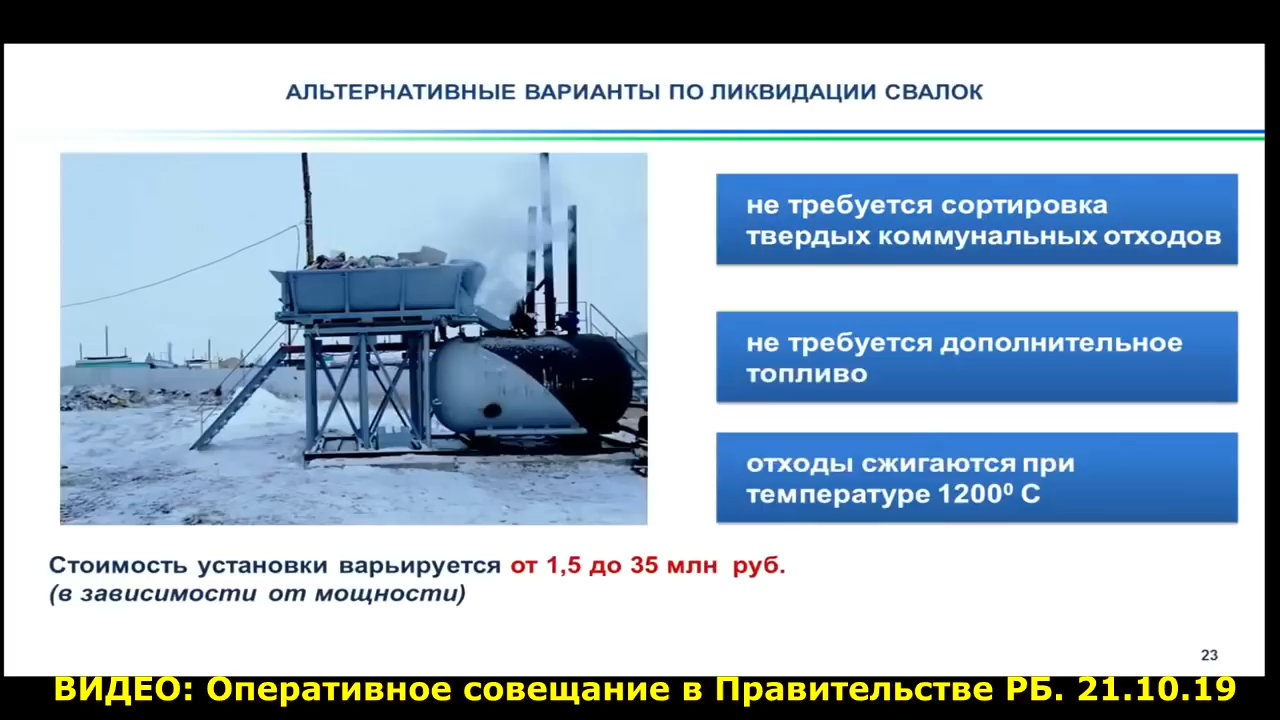 АЛЬТЕРНАТИВНЫЕ ВАРИАНТЫ ПО ЛИКВИДАЦИИ СВАЛОК
не требуется сортировка
твердых коммунальных отходов
не требуется дополнительное
топливо
отходы сжигаются при
температуре 1200⁰ С
Стоимость установки варьируется от 1,5 до 35 млн руб.
(в зависимости от мощности)
23
ВИДЕО: Оперативное совещание в Правительстве РБ. 21.10.19